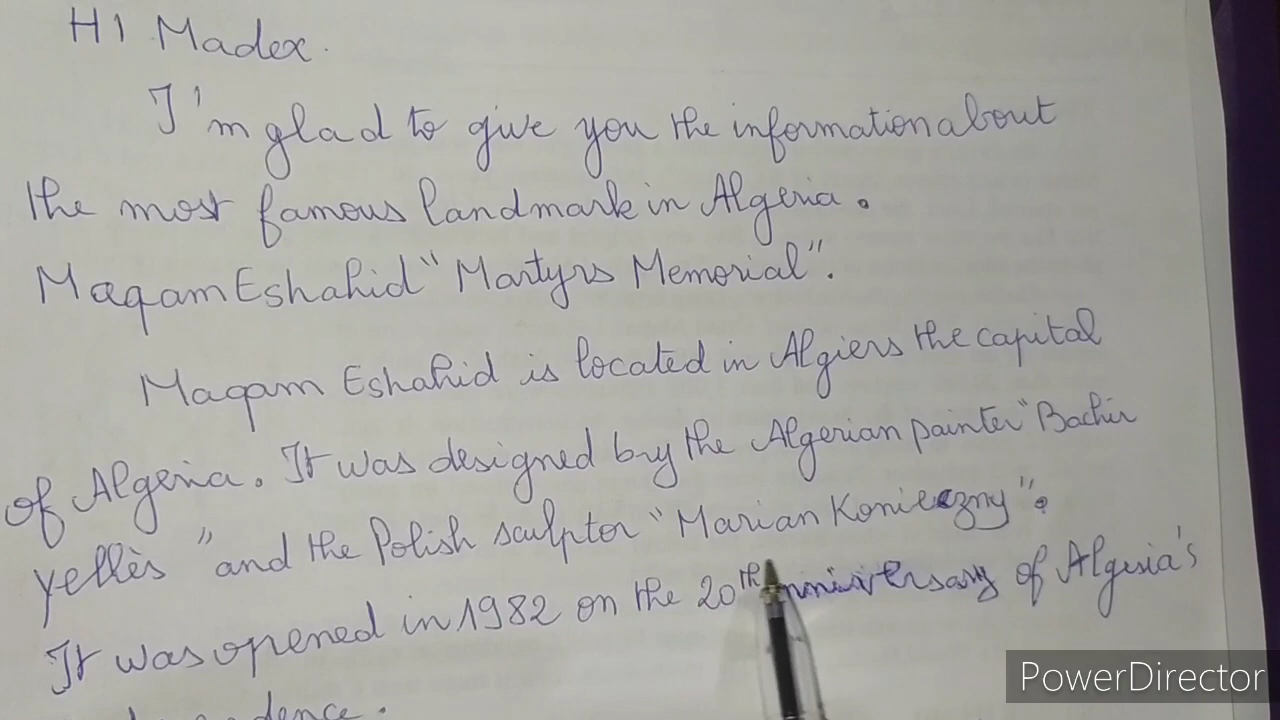 HI Madex.
I'm glad to give you the information about
the most famous landmark in Algeria.
Maqam Eshahid "Martyrs Memorial".
Maqam Eshahid is located in Algiers the capital
of Algeria. It was designed by the Algerian painter "Bachir
Yellès" and the Polish sculptor "Marian Konieczny".
It was opened in 1982 on the 20th anniversary of Algeria's
PowerDirector